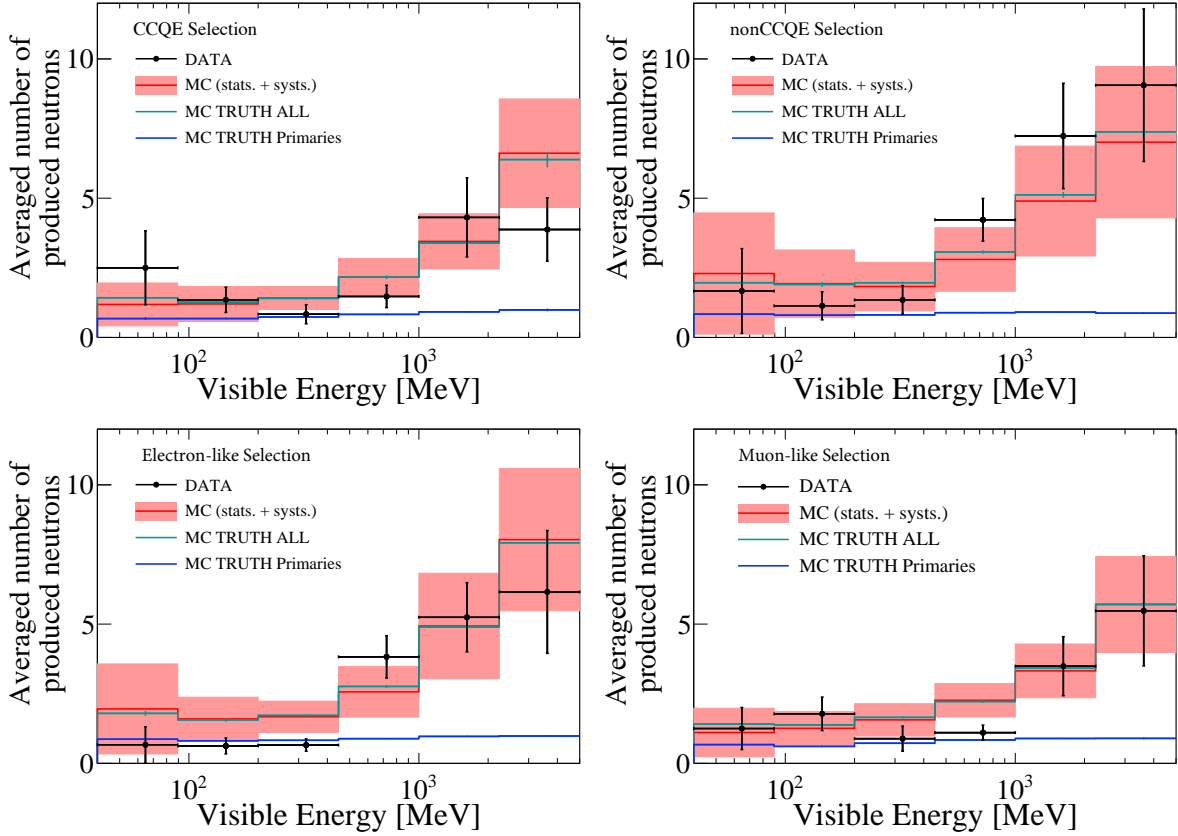 CCQE Selection
DATA
MC (stats. + systs.)
MC TRUTH ALL
MC TRUTH Primaries
Averaged number of
produced neutrons
10
5
0
10²
10³
Visible Energy [MeV]
nonCCQE Selection
DATA
MC (stats. + systs.)
MC TRUTH ALL
MC TRUTH Primaries
Averaged number of
produced neutrons
10
5
0
10²
10³
Visible Energy [MeV]
Electron-like Selection
DATA
MC (stats. + systs.)
MC TRUTH ALL
MC TRUTH Primaries
Averaged number of
produced neutrons
10
5
0
10²
10³
Visible Energy [MeV]
Muon-like Selection
DATA
MC (stats. + systs.)
MC TRUTH ALL
MC TRUTH Primaries
Averaged number of
produced neutrons
10
5
0
10²
10³
Visible Energy [MeV]